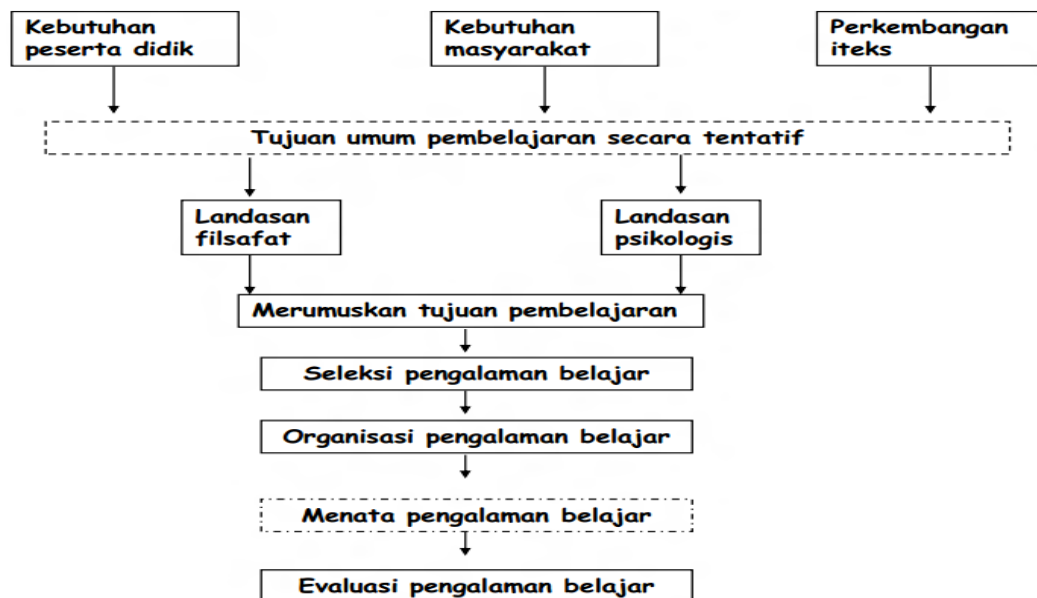 Kebutuhan
peserta didik
Kebutuhan
masyarakat
Perkembangan
iteks
Tujuan umum pembelajaran secara tentatif
Landasan
filsafat
Landasan
psikologis
Merumuskan tujuan pembelajaran
Seleksi pengalaman belajar
Organisasi pengalaman belajar
Menata pengalaman belajar
Evaluasi pengalaman belajar